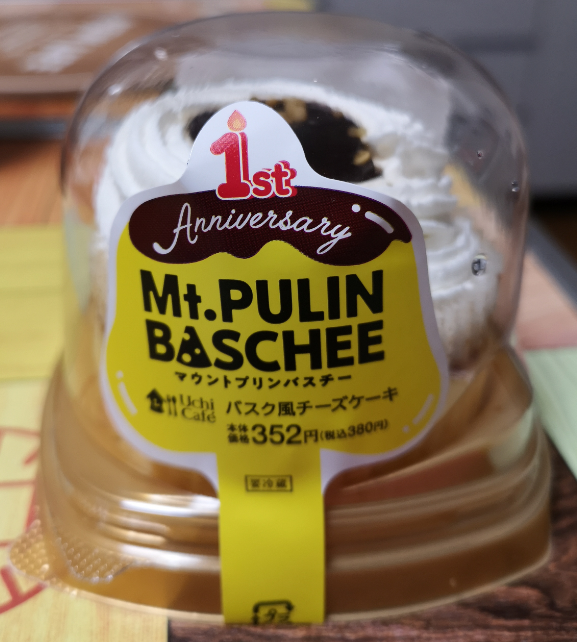 1st
Anniversary
Mt.PULIN
BASCHEE
マウントプリンバスチー
Uchi Café
バスク風チーズケーキ
本体価格352円(税込380円)
要冷蔵